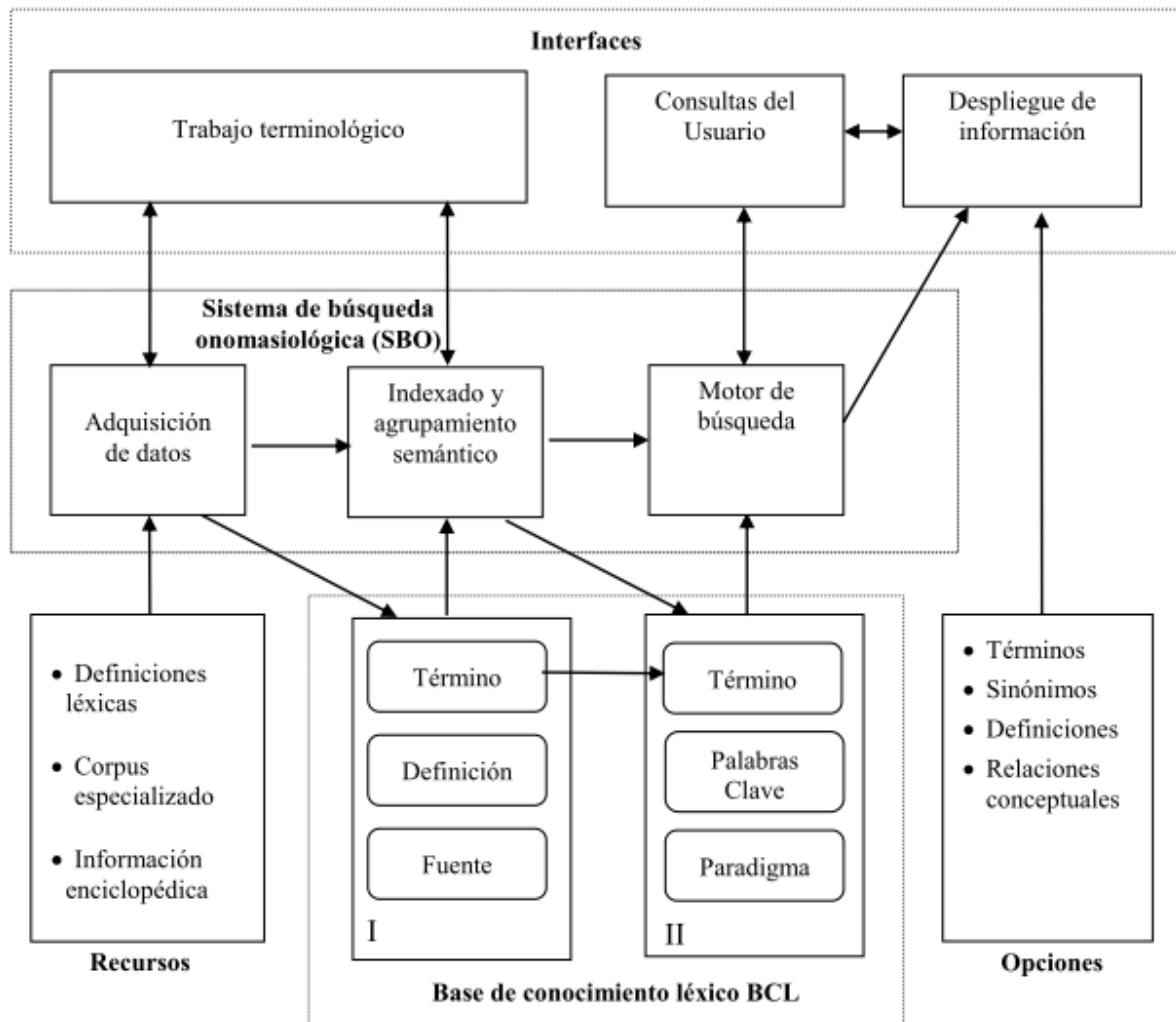 Interfaces
Trabajo terminológico
Consultas del
Usuario
Despliegue de
información
Sistema de búsqueda
onomasiológica (SBO)
Adquisición
de datos
Indexado y
agrupamiento
semántico
Motor de
búsqueda
• Definiciones
léxicas
• Corpus
especializado
• Información
enciclopédica
Recursos
Término
Definición
Fuente
I
Término
Palabras
Clave
Paradigma
II
Base de conocimiento léxico BCL
• Términos
• Sinónimos
• Definiciones
• Relaciones
conceptuales
Opciones